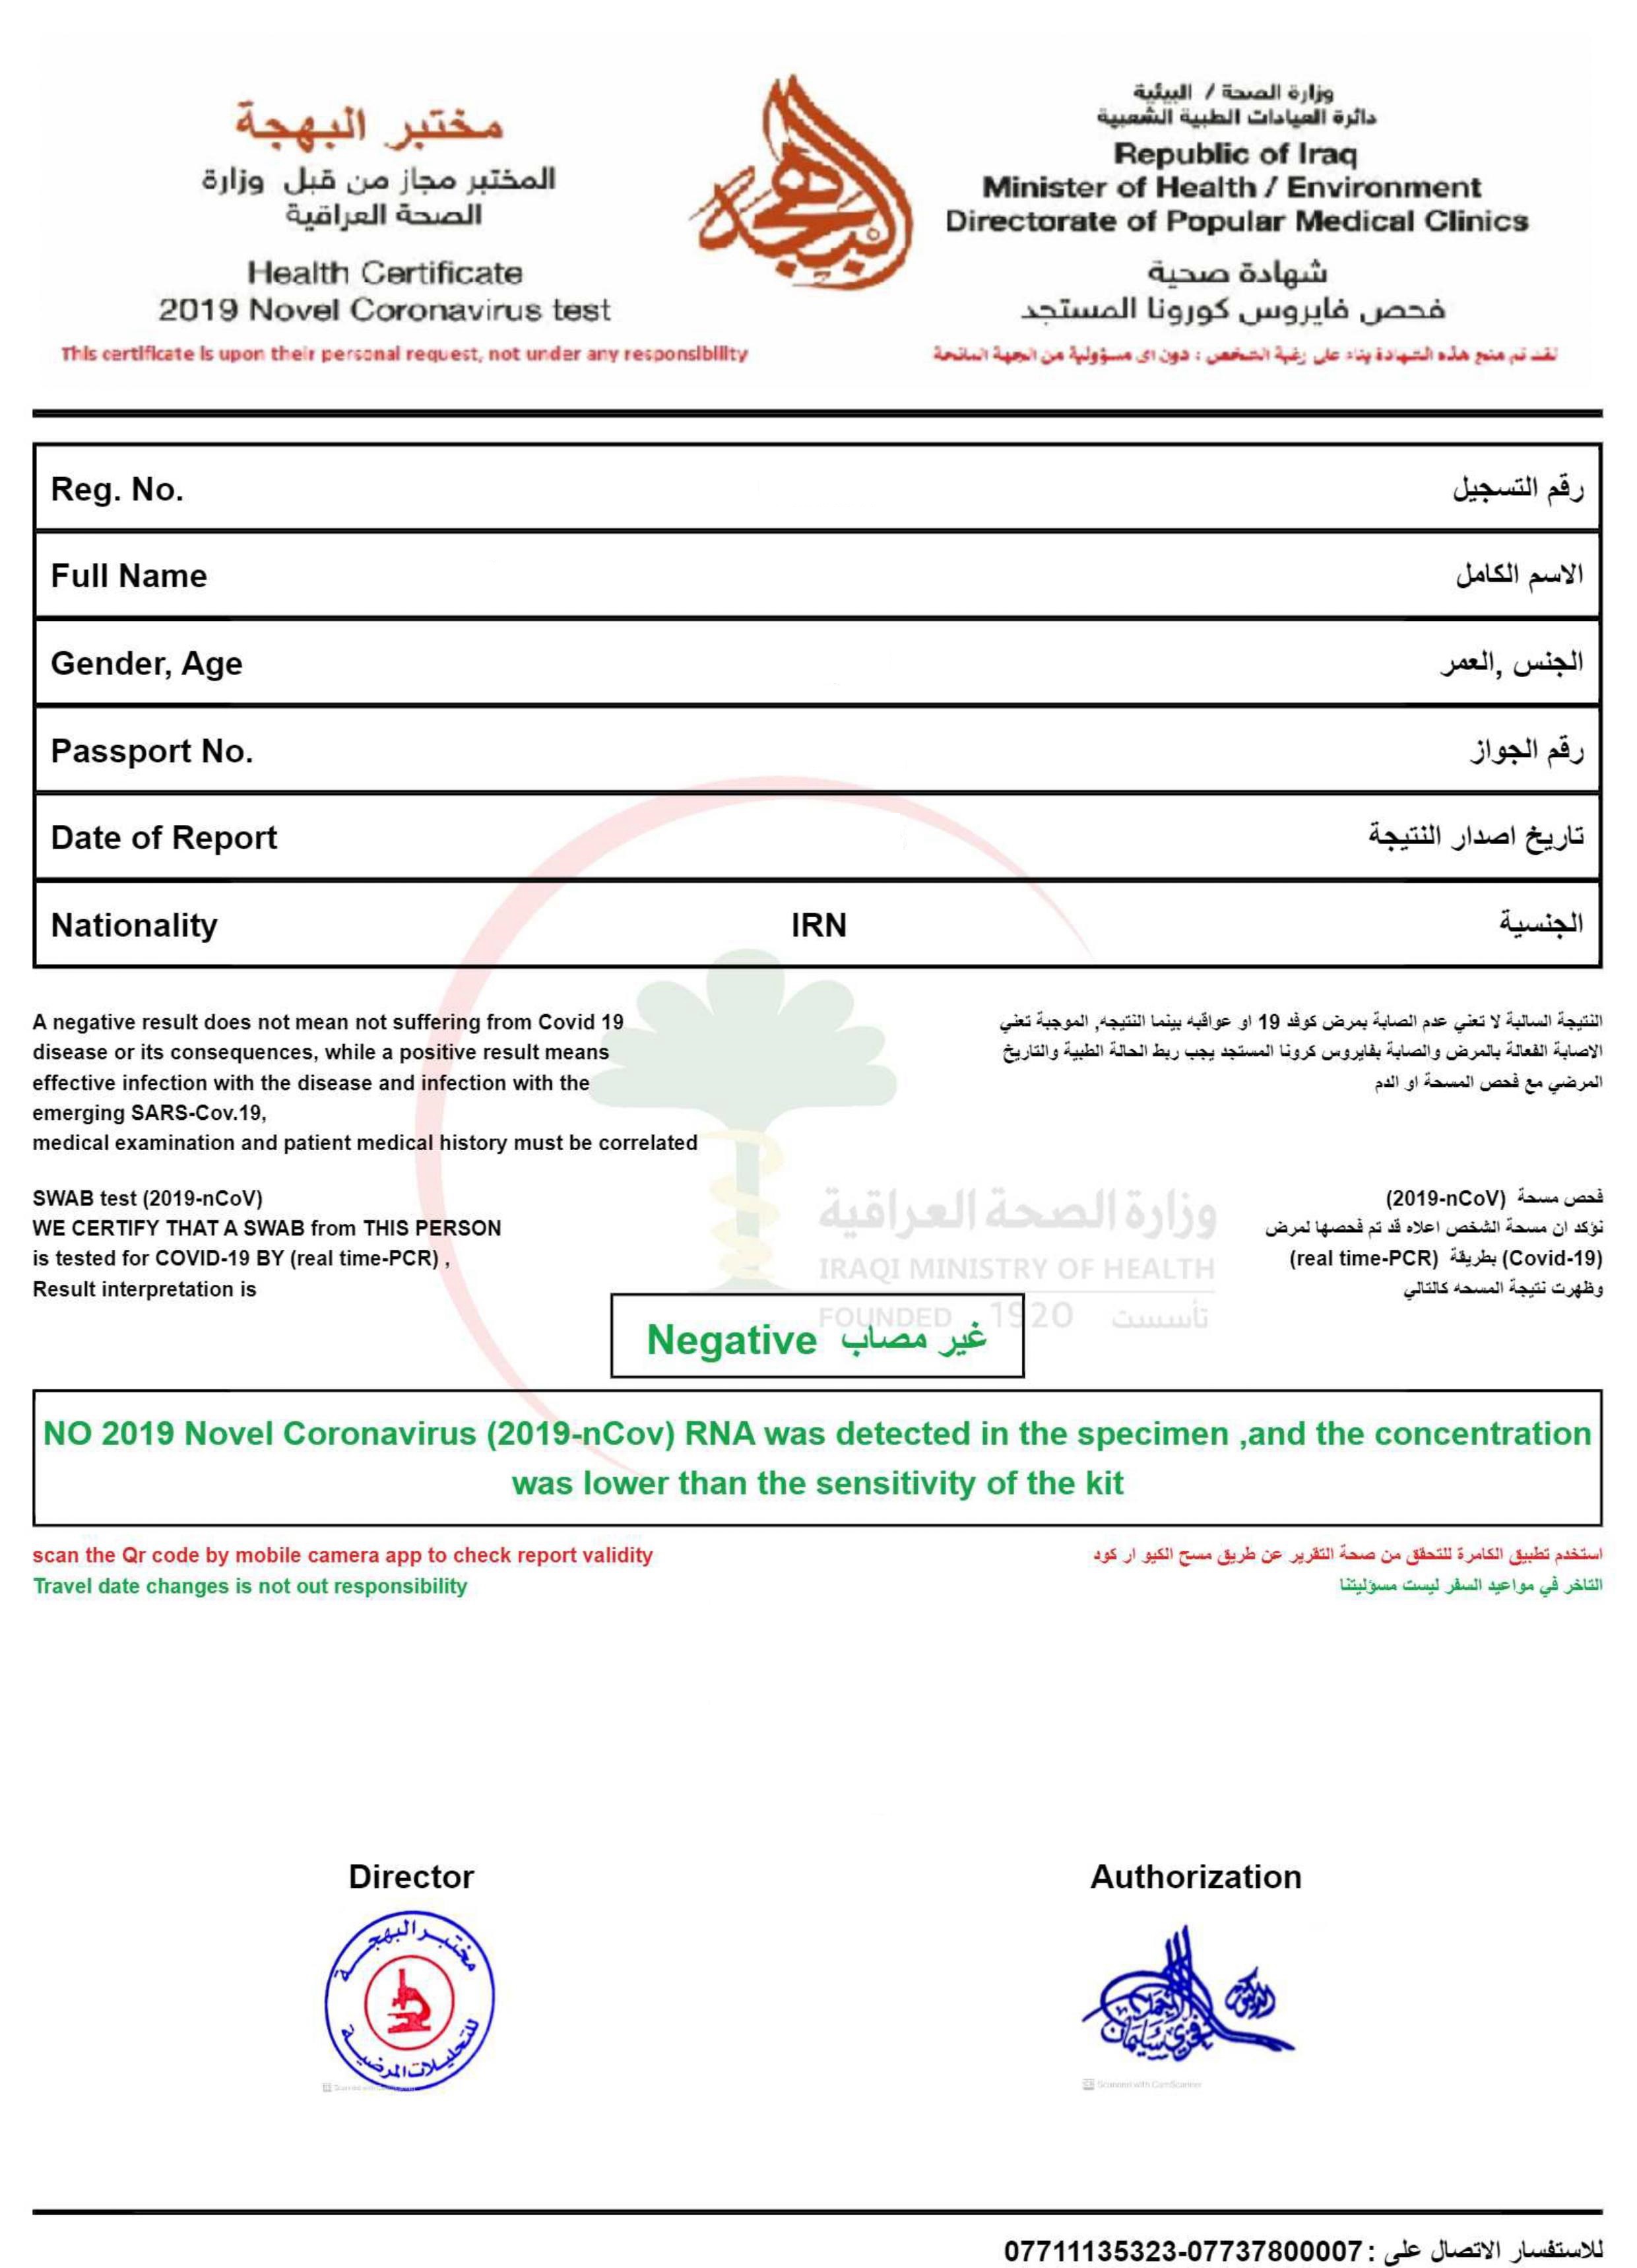 مختبر البهجة
المختبر مجاز من قبل وزارة
الصحة العراقية
Health Certificate
2019 Novel Coronavirus test
This certificate is upon their personal request, not under any responsibility
البهجة
وزارة الصحة / البيئية
دائرة العيادات الطبية الشعبية
Republic of Iraq
Minister of Health / Environment
Directorate of Popular Medical Clinics
شهادة صحية
فحص فايروس كورونا المستجد
لقد تم منح هذه الشهادة بناء على رغبة الشخص : دون اى مسؤولية من الجهة المانحة
Reg. No. رقم التسجيل
Full Name الاسم الكامل
Gender, Age الجنس ,العمر
Passport No. رقم الجواز
Date of Report تاريخ اصدار النتيجة
Nationality IRN الجنسية
A negative result does not mean not suffering from Covid 19
disease or its consequences, while a positive result means
effective infection with the disease and infection with the
emerging SARS-Cov.19,
medical examination and patient medical history must be correlated
النتيجة السالبة لا تعني عدم الصابة بمرض كوفد 19 او عواقبه بينما النتيجه, الموجبة تعني
الاصابة الفعالة بالمرض والصابة بفايروس كرونا المستجد يجب ربط الحالة الطبية والتاريخ
المرضي مع فحص المسحة او الدم
SWAB test (2019-nCoV)
WE CERTIFY THAT A SWAB from THIS PERSON
is tested for COVID-19 BY (real time-PCR) ,
Result interpretation is
وزارة الصحة العراقية
IRAQI MINISTRY OF HEALTH
FOUNDED 1920 تأسست
فحص مسحة (2019-nCoV)
نؤكد ان مسحة الشخص اعلاه قد تم فحصها لمرض
(Covid-19) بطريقة (real time-PCR)
وظهرت نتيجة المسحه كالتالي
Negative غير مصاب
NO 2019 Novel Coronavirus (2019-nCov) RNA was detected in the specimen ,and the concentration
was lower than the sensitivity of the kit
scan the Qr code by mobile camera app to check report validity
Travel date changes is not out responsibility
استخدم تطبيق الكامرة للتحقق من صحة التقرير عن طريق مسح الكيو ار كود
التاخر في مواعيد السفر ليست مسؤوليتنا
Director
مختبر البهجة
للتحليلات المرضية
Authorization
Scanned with CamScanner
للاستفسار الاتصال على : 07737800007-07711135323